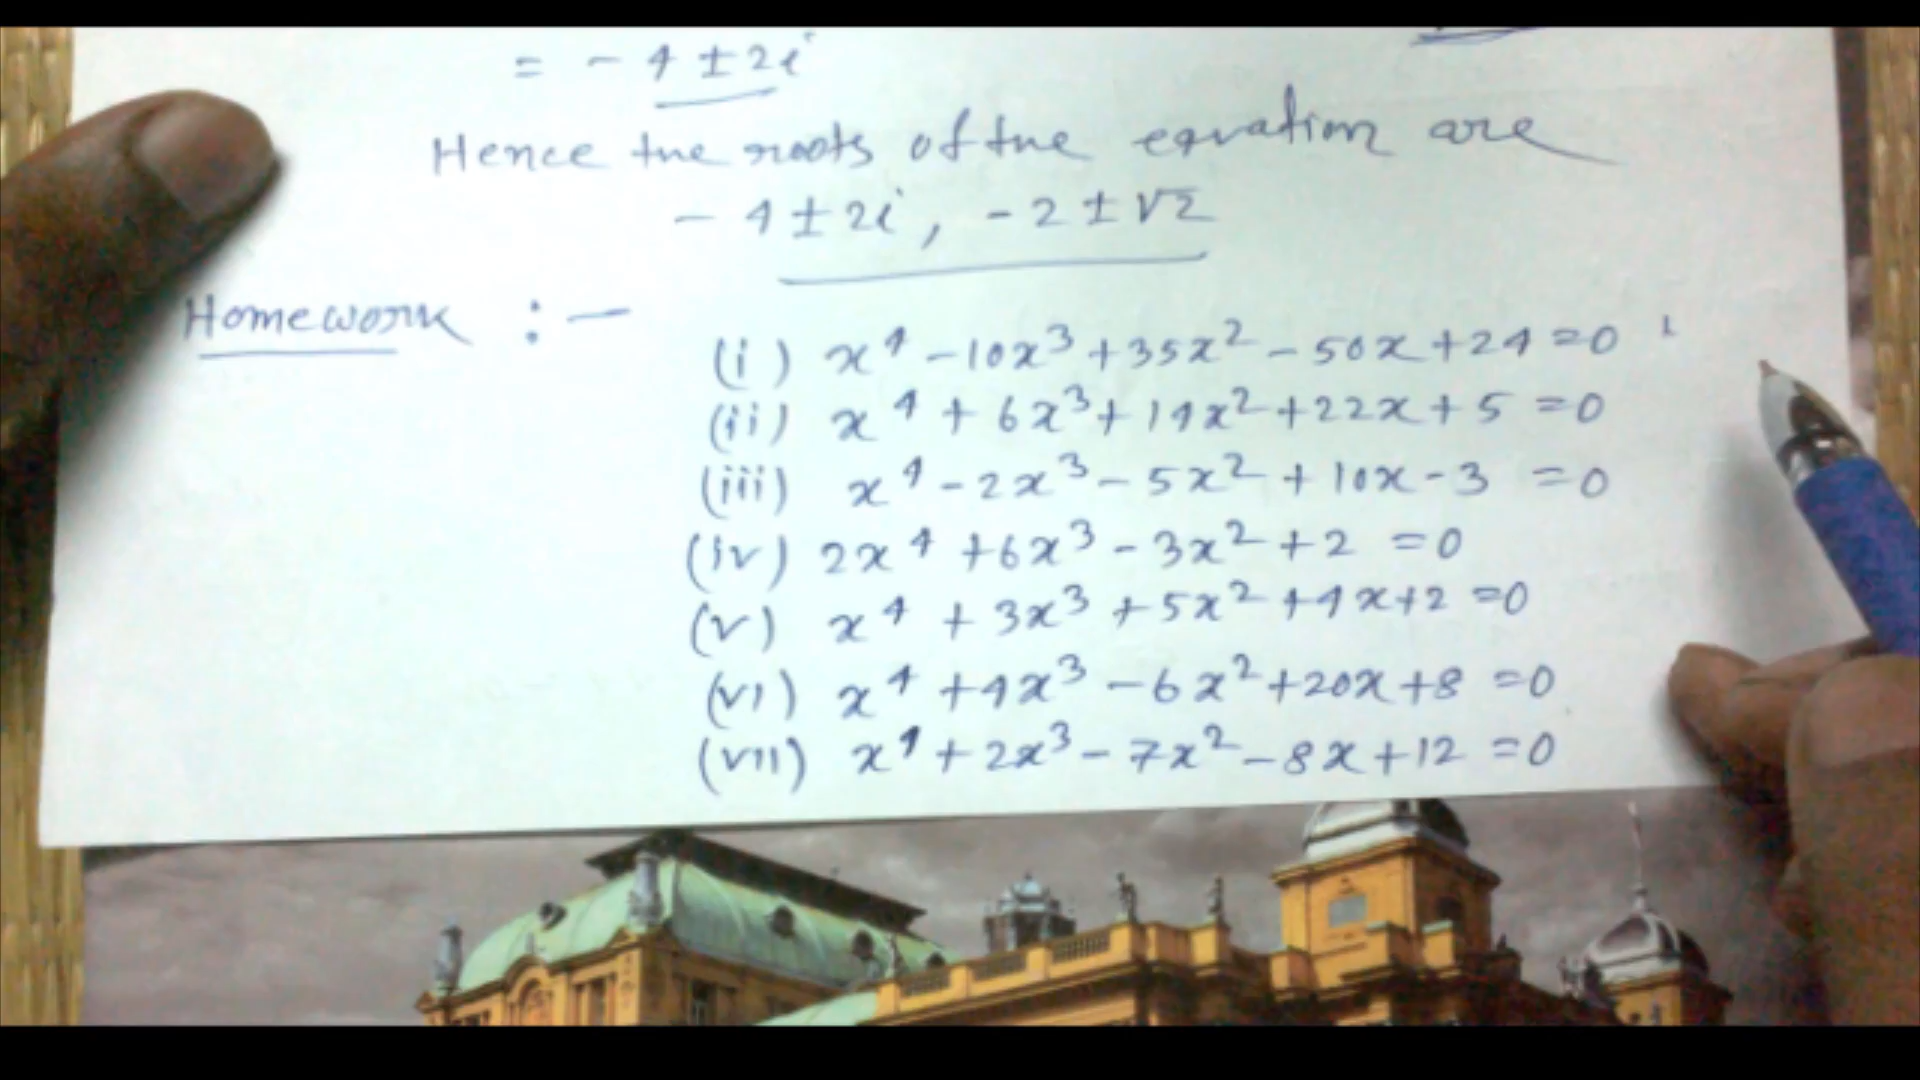 = - 4 ± 2i
Hence the roots of the equation are
- 4 ± 2i , -2 ± √2
Homework : -
(i) x⁴ - 10x³ + 35x² - 50x + 24 = 0
(ii) x⁴ + 6x³ + 14x² + 22x + 5 = 0
(iii) x⁴ - 2x³ - 5x² + 10x - 3 = 0
(iv) 2x⁴ + 6x³ - 3x² + 2 = 0
(v) x⁴ + 3x³ + 5x² + 4x + 2 = 0
(vi) x⁴ + 4x³ - 6x² + 20x + 8 = 0
(vii) x⁴ + 2x³ - 7x² - 8x + 12 = 0